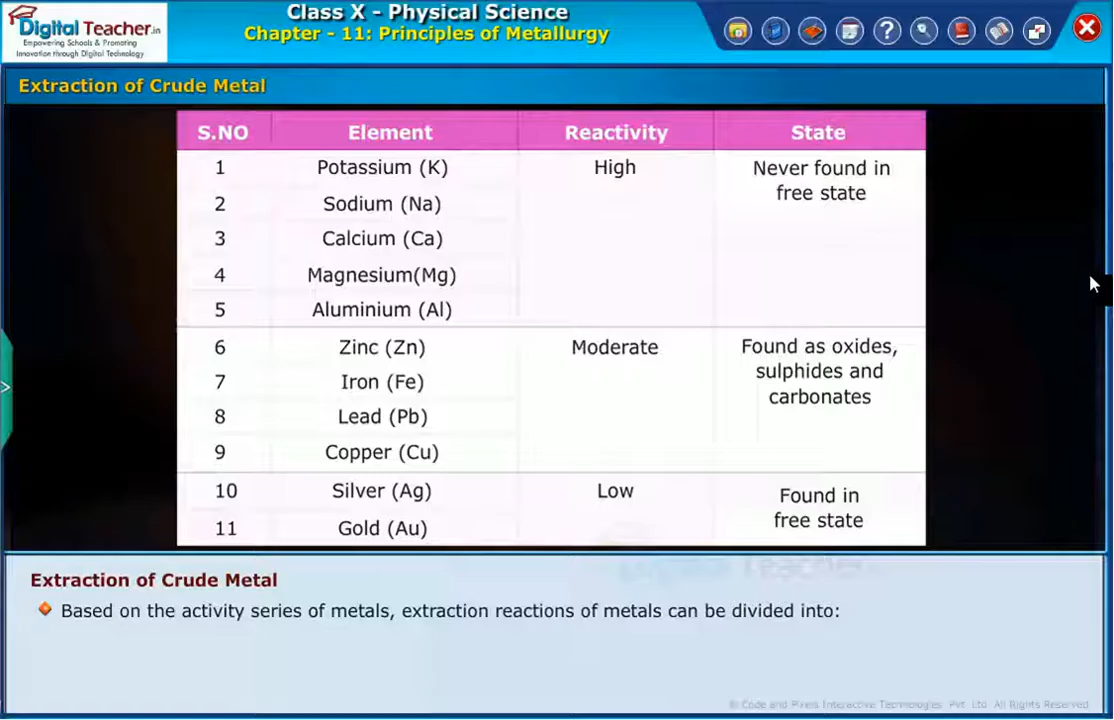 Digital Teacher.in
Empowering Schools & Promoting
Innovation through Digital Technology
Class X - Physical Science
Chapter - 11: Principles of Metallurgy
?
Extraction of Crude Metal
S.NO Element Reactivity State
1 Potassium (K) High Never found in
free state
2 Sodium (Na)
3 Calcium (Ca)
4 Magnesium(Mg)
5 Aluminium (Al)
6 Zinc (Zn) Moderate Found as oxides,
sulphides and
carbonates
7 Iron (Fe)
8 Lead (Pb)
9 Copper (Cu)
10 Silver (Ag) Low Found in
free state
11 Gold (Au)
Digital Teacher
Extraction of Crude Metal
Based on the activity series of metals, extraction reactions of metals can be divided into:
© Code and Pixels Interactive Technologies. Pvt. Ltd. All Rights Reserved